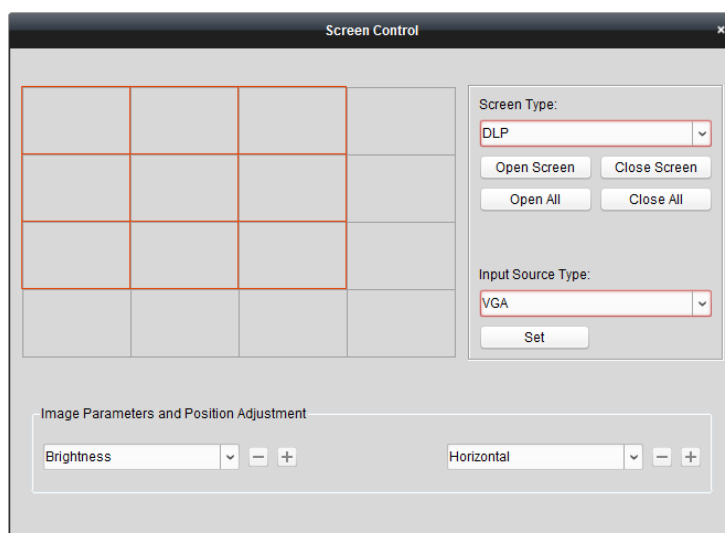 Screen Control
Screen Type:
DLP
Open Screen
Close Screen
Open All
Close All
Input Source Type:
VGA
Set
Image Parameters and Position Adjustment
Brightness
Horizontal